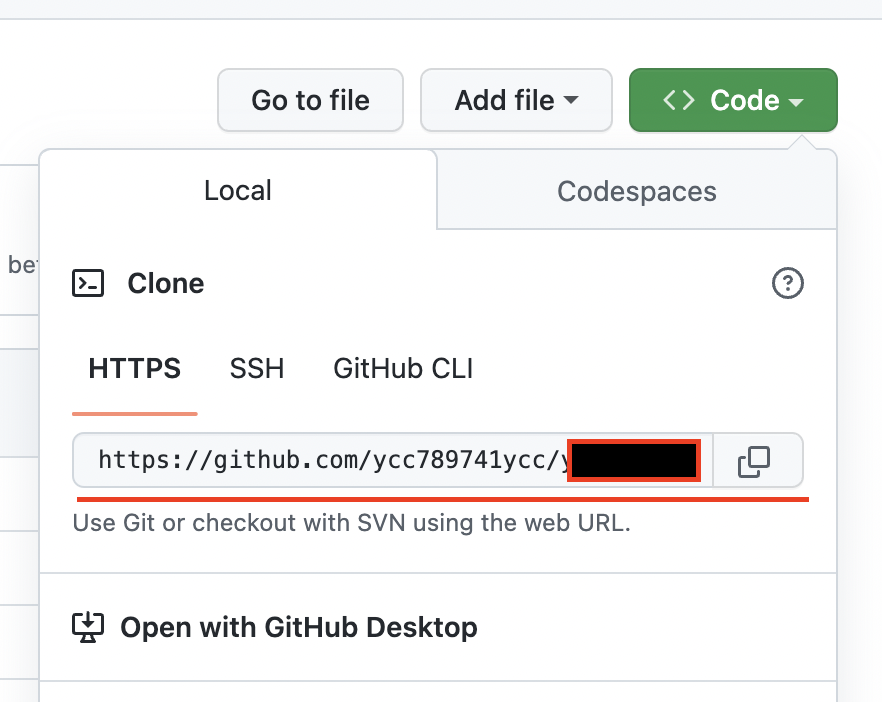 Go to file Add file <> Code
Local Codespaces
be
Clone
HTTPS SSH GitHub CLI
https://github.com/ycc789741ycc/y
Use Git or checkout with SVN using the web URL.
Open with GitHub Desktop